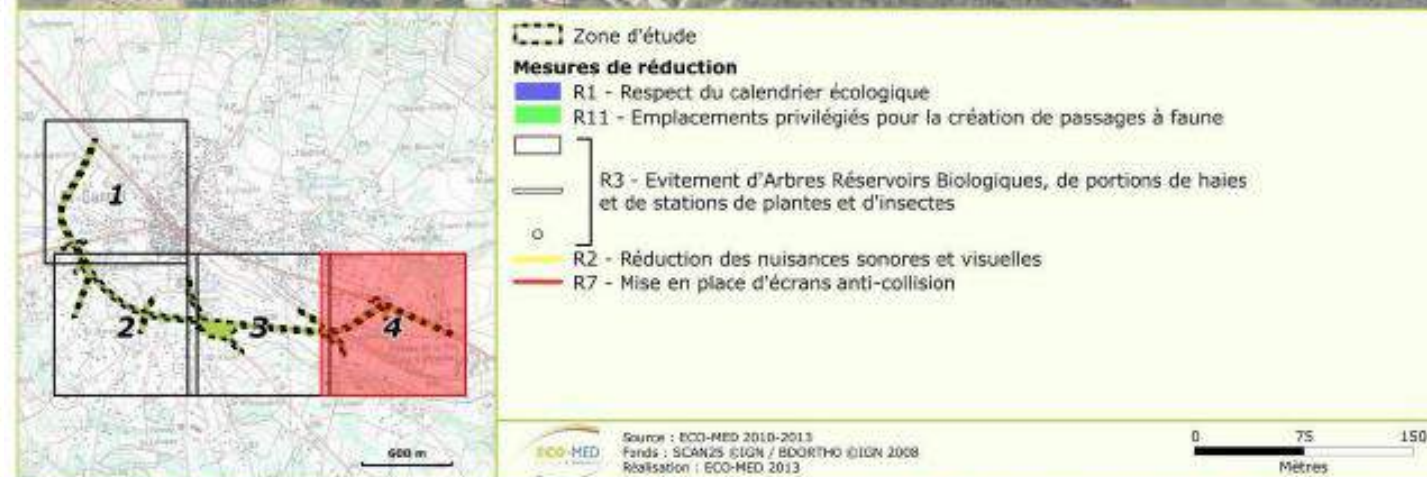 Zone d'étude
Mesures de réduction
R1 - Respect du calendrier écologique
R11 - Emplacements privilégiés pour la création de passages à faune
R3 - Evitement d'Arbres Réservoirs Biologiques, de portions de haies
et de stations de plantes et d'insectes
R2 - Réduction des nuisances sonores et visuelles
R7 - Mise en place d'écrans anti-collision
1
2
3
4
600 m
ECO-MED
Source : ECO-MED 2010-2013
Fonds : SCAN25 ©IGN / BDORTHO ©IGN 2008
Réalisation : ECO-MED 2013
0 75 150
Mètres